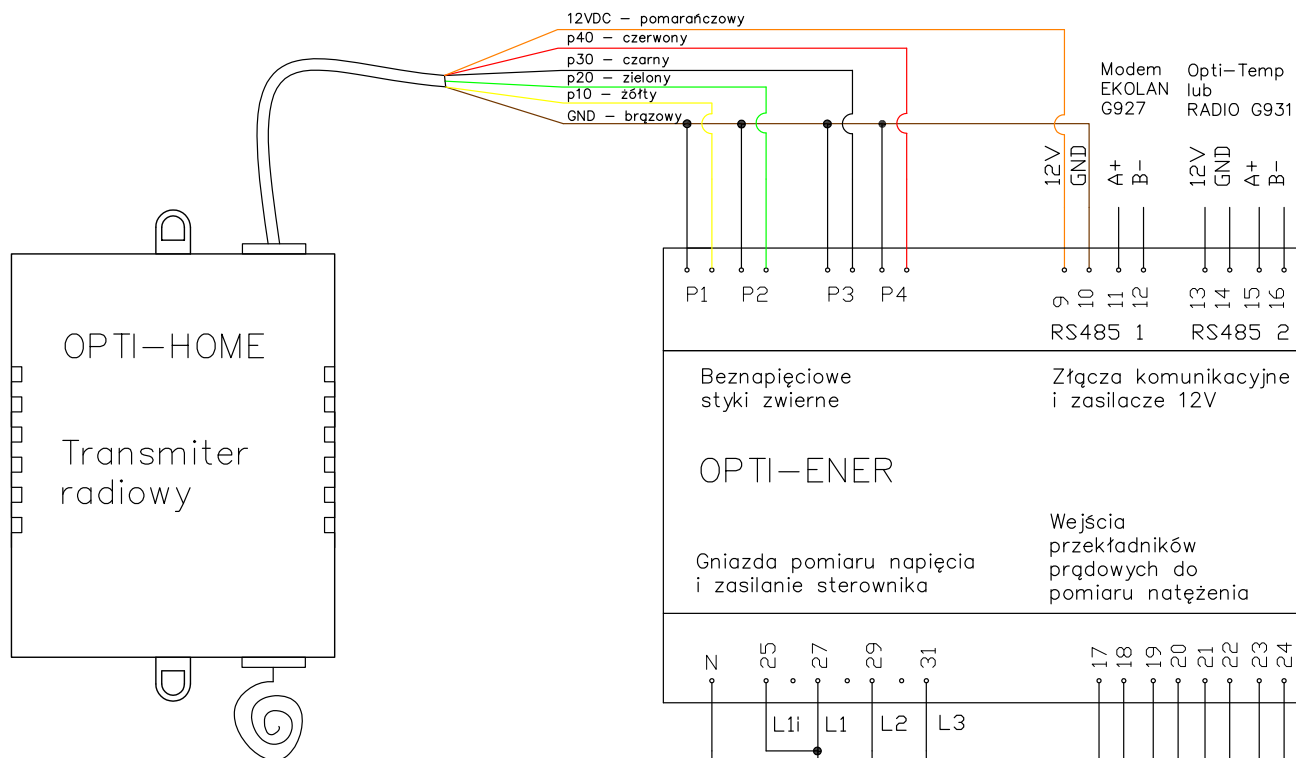 12VDC – pomarańczowy
p40 – czerwony
p30 – czarny
p20 – zielony
p10 – żółty
GND – brązowy
Modem
EKOLAN
G927
Opti–Temp
lub
RADIO G931
12V
GND
A+
B-
12V
GND
A+
B-
P1
P2
P3
P4
9
10
11
12
13
14
15
16
RS485 1
RS485 2
OPTI–HOME
Transmiter
radiowy
Beznapięciowe
styki zwierne
Złącza komunikacyjne
i zasilacze 12V
OPTI–ENER
Gniazda pomiaru napięcia
i zasilanie sterownika
Wejścia
przekładników
prądowych do
pomiaru natężenia
N
25
27
29
31
17
18
19
20
21
22
23
24
L1i
L1
L2
L3